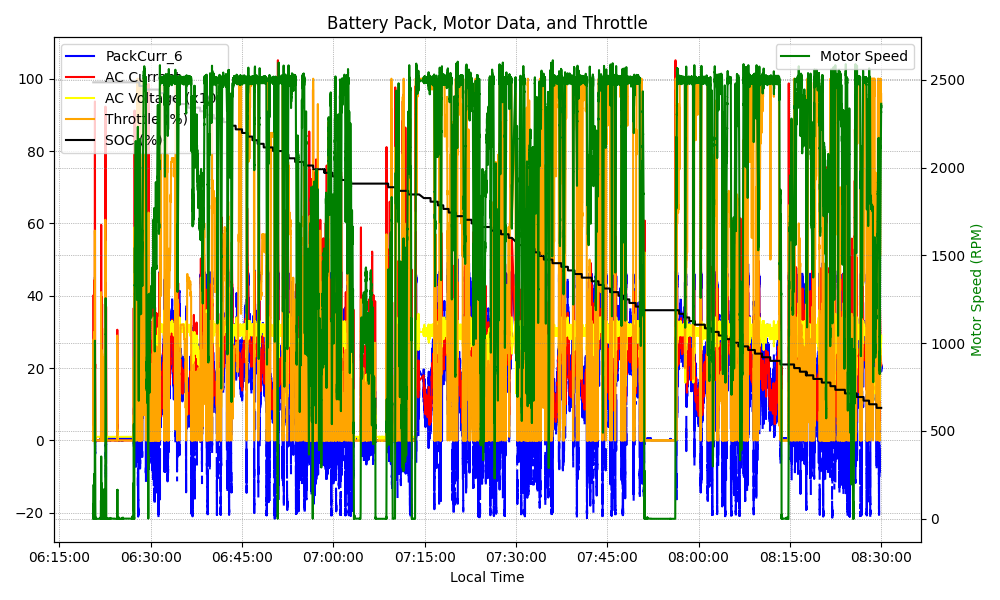 Battery Pack, Motor Data, and Throttle
PackCurr_6
AC Curr
AC Voltage (x10)
Throttle (%)
SOC (%)
Motor Speed
100
80
60
40
20
0
−20
2500
2000
1500
1000
500
0
Motor Speed (RPM)
06:15:00
06:30:00
06:45:00
07:00:00
07:15:00
07:30:00
07:45:00
08:00:00
08:15:00
08:30:00
Local Time